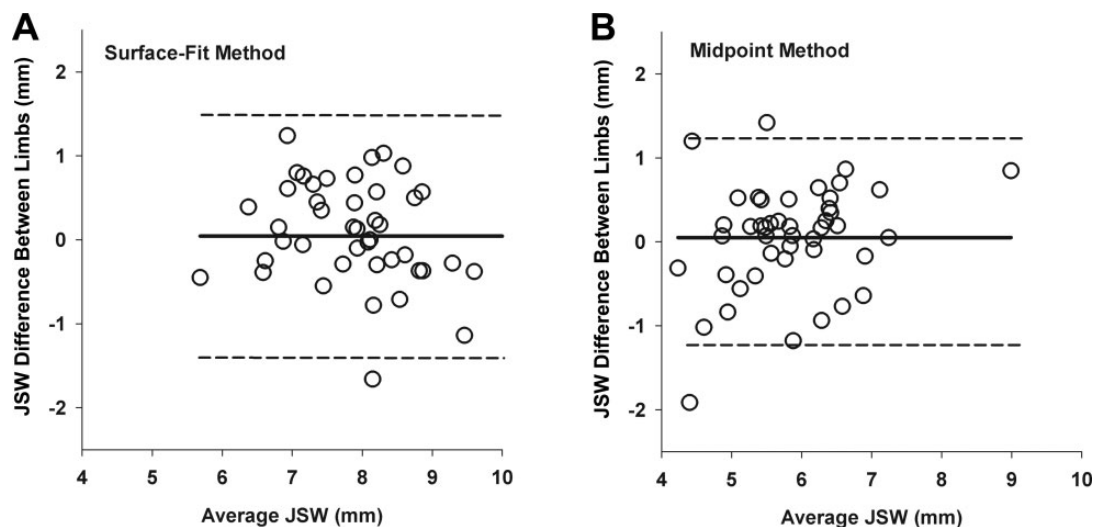 A
Surface-Fit Method
JSW Difference Between Limbs (mm)
2
1
0
-1
-2
4 5 6 7 8 9 10
Average JSW (mm)
B
Midpoint Method
JSW Difference Between Limbs (mm)
2
1
0
-1
-2
4 5 6 7 8 9 10
Average JSW (mm)